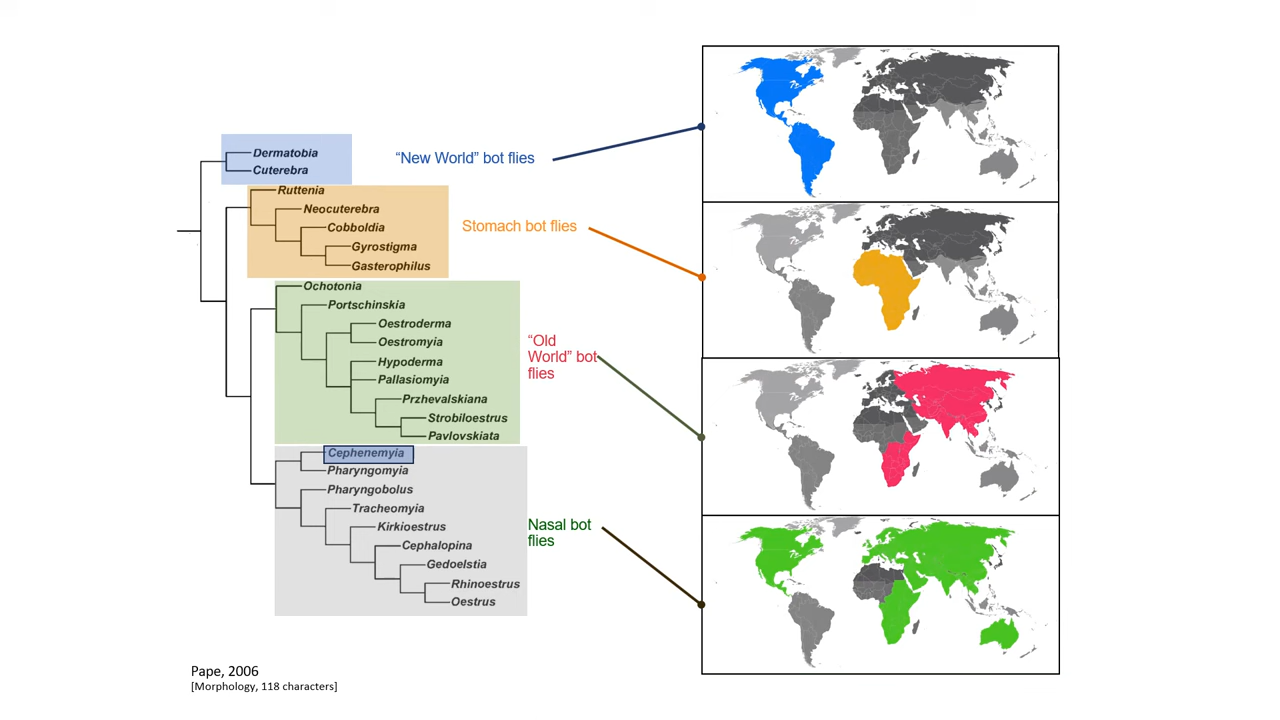 Dermatobia
Cuterebra
“New World” bot flies
Ruttenia
Neocuterebra
Cobboldia
Gyrostigma
Gasterophilus
Stomach bot flies
Ochotonia
Portschinskia
Oestroderma
Oestromyia
Hypoderma
Pallasiomyia
Przhevalskiana
Strobiloestrus
Pavlovskiata
“Old
World” bot
flies
Cephenemyia
Pharyngomyia
Pharyngobolus
Tracheomyia
Kirkioestrus
Cephalopina
Gedoelstia
Rhinoestrus
Oestrus
Nasal bot
flies
Pape, 2006
[Morphology, 118 characters]